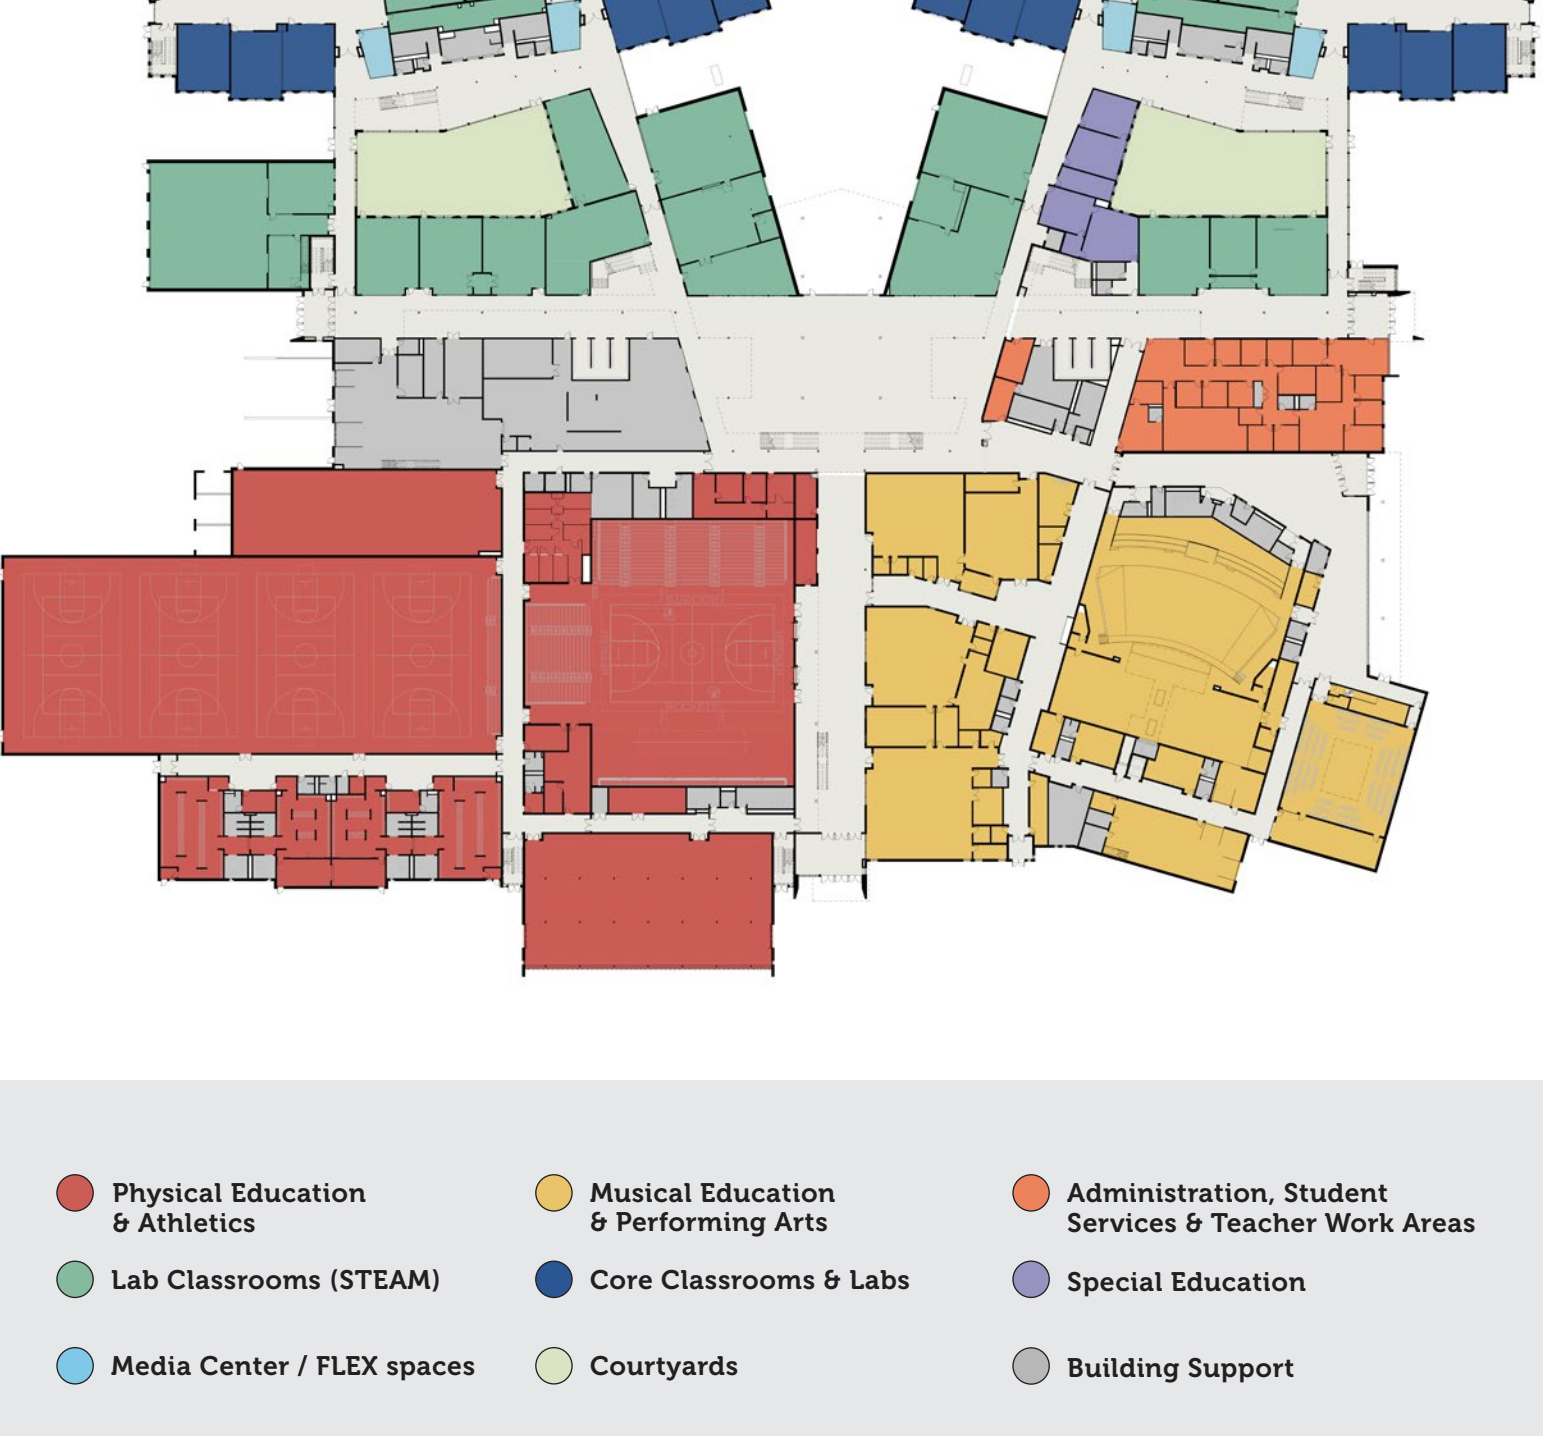 Physical Education
& Athletics
Musical Education
& Performing Arts
Administration, Student
Services & Teacher Work Areas
Lab Classrooms (STEAM)
Core Classrooms & Labs
Special Education
Media Center / FLEX spaces
Courtyards
Building Support